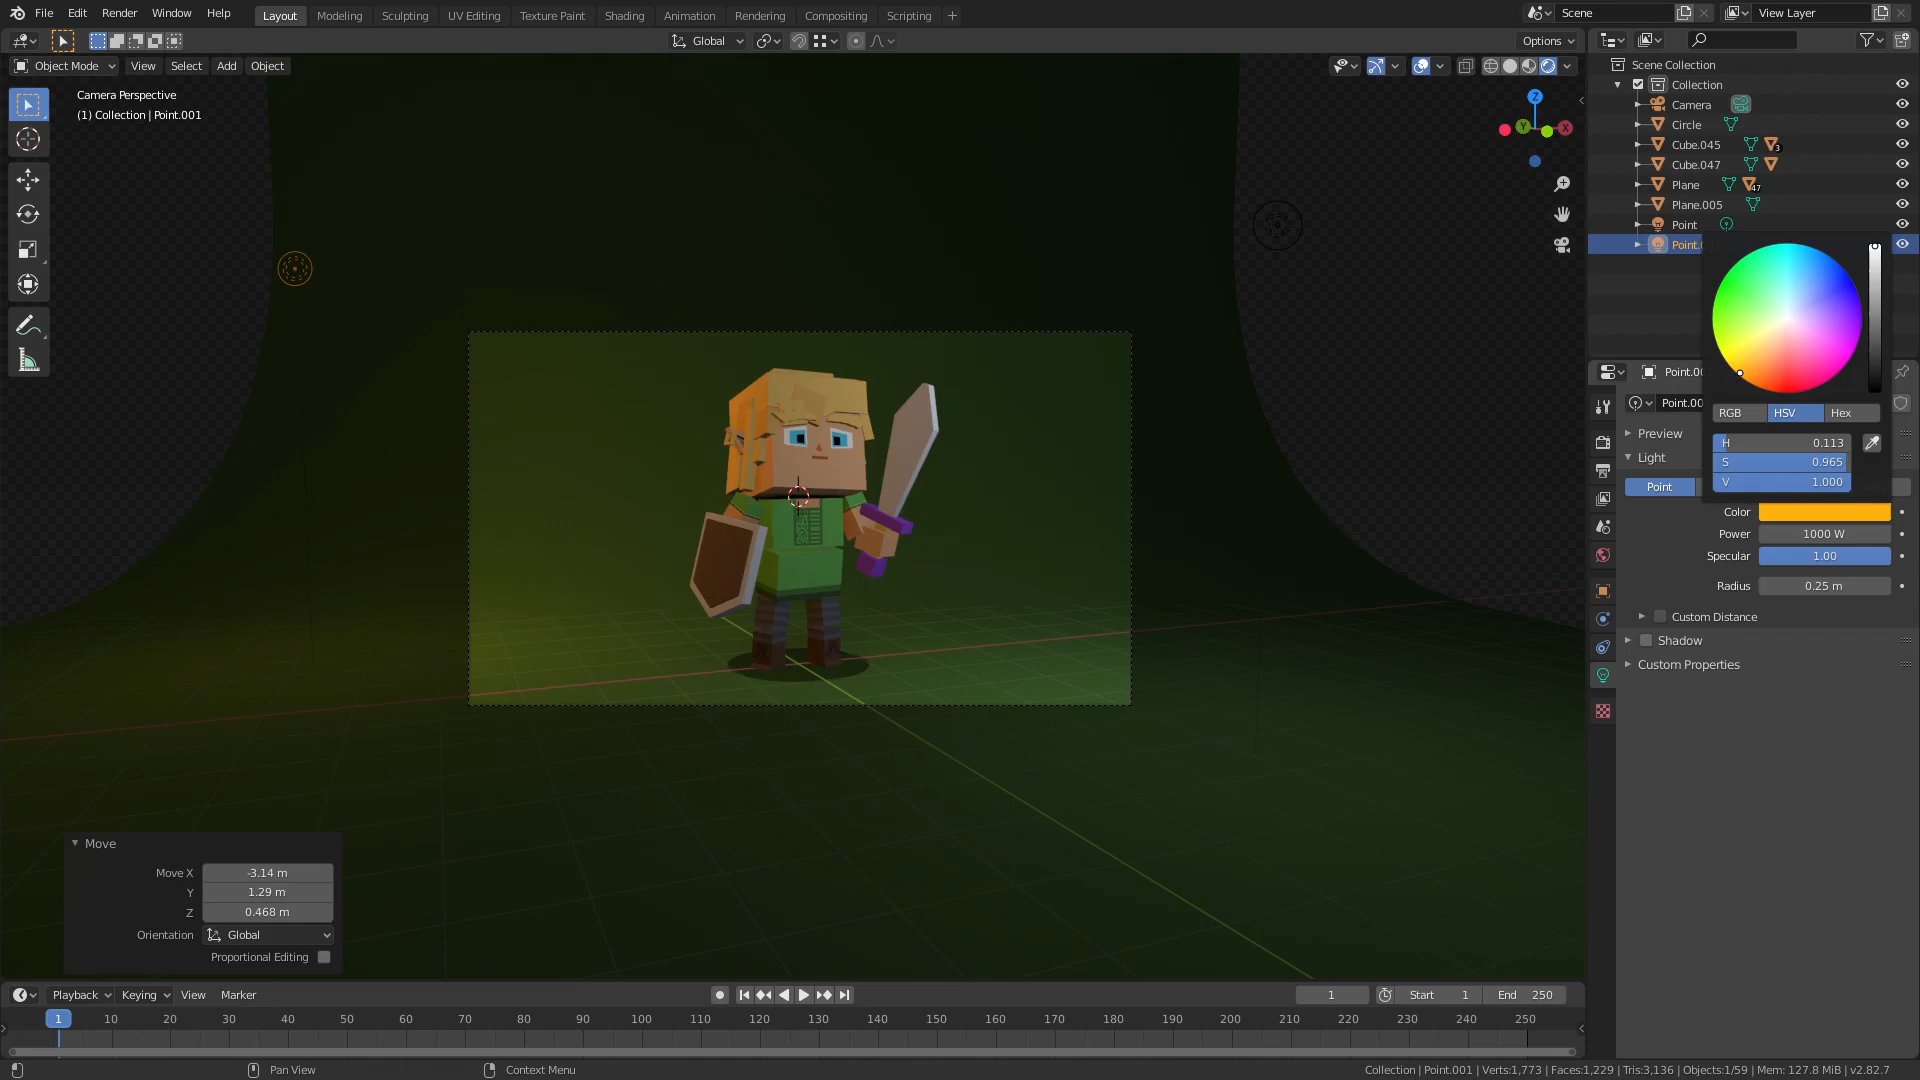 File Edit Render Window Help Layout Modeling Sculpting UV Editing Texture Paint Shading Animation Rendering Compositing Scripting + Scene View Layer
Global Options
Object Mode View Select Add Object
Camera Perspective
(1) Collection | Point.001
Z
Y
X
Scene Collection
Collection
Camera
Circle
Cube.045 3
Cube.047
Plane 47
Plane.005
Point
Point.
Point.00
Point.00
RGB HSV Hex
H 0.113
S 0.965
V 1.000
Preview
Light
Point
Color
Power 1000 W
Specular 1.00
Radius 0.25 m
Custom Distance
Shadow
Custom Properties
Move
Move X -3.14 m
Y 1.29 m
Z 0.468 m
Orientation Global
Proportional Editing
Playback Keying View Marker 1 Start 1 End 250
1 10 20 30 40 50 60 70 80 90 100 110 120 130 140 150 160 170 180 190 200 210 220 230 240 250
Pan View Context Menu Collection | Point.001 | Verts:1,773 | Faces:1,229 | Tris:3,136 | Objects:1/59 | Mem: 127.8 MiB | v2.82.7